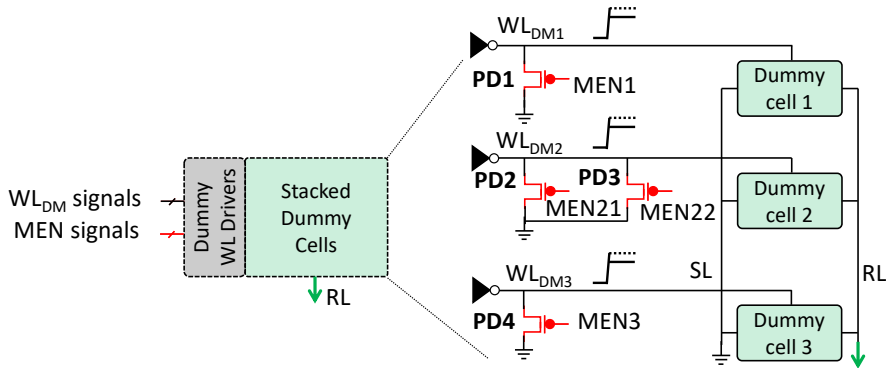 WL_DM signals
MEN signals
Dummy
WL Drivers
Stacked
Dummy
Cells
RL
WL_DM1
PD1
MEN1
Dummy
cell 1
WL_DM2
PD2
PD3
MEN21
MEN22
Dummy
cell 2
SL
RL
WL_DM3
PD4
MEN3
Dummy
cell 3